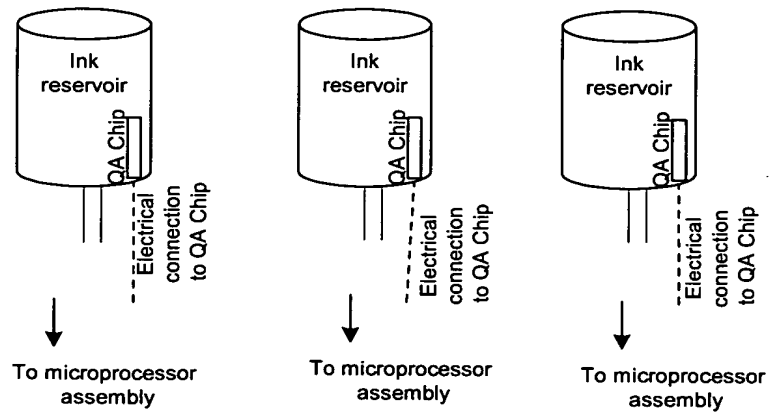 Ink
reservoir
QA Chip
Electrical
connection
to QA Chip
To microprocessor
assembly
Ink
reservoir
QA Chip
Electrical
connection
to QA Chip
To microprocessor
assembly
Ink
reservoir
QA Chip
Electrical
connection
to QA Chip
To microprocessor
assembly